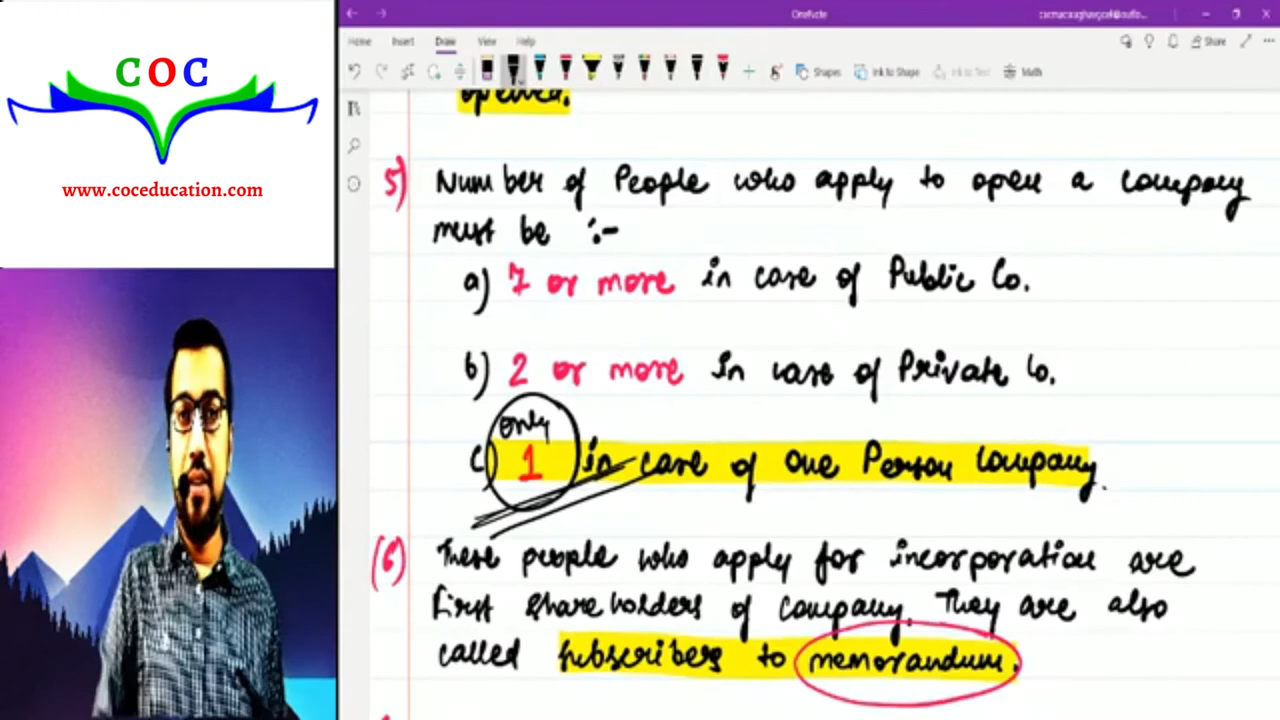 COC
www.coceducation.com
OneNote
Home Insert Draw View Help
Share
Shapes Ink to Shape Ink to Text Math
opened.
5) Number of People who apply to open a company
must be :-
a) 7 or more in case of Public Co.
b) 2 or more in case of Private Co.
only
c) 1 in case of One Person Company.
(6) These people who apply for incorporation are
first shareholders of company. They are also
called subscribers to memorandum.